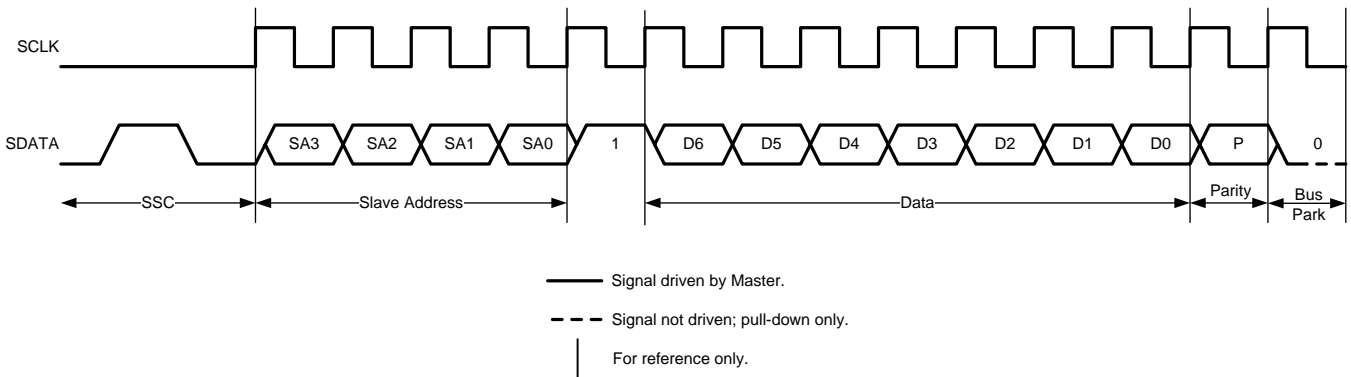 SCLK
SDATA SA3 SA2 SA1 SA0 1 D6 D5 D4 D3 D2 D1 D0 P 0
SSC Slave Address Data Parity Bus Park
Signal driven by Master.
Signal not driven; pull-down only.
For reference only.